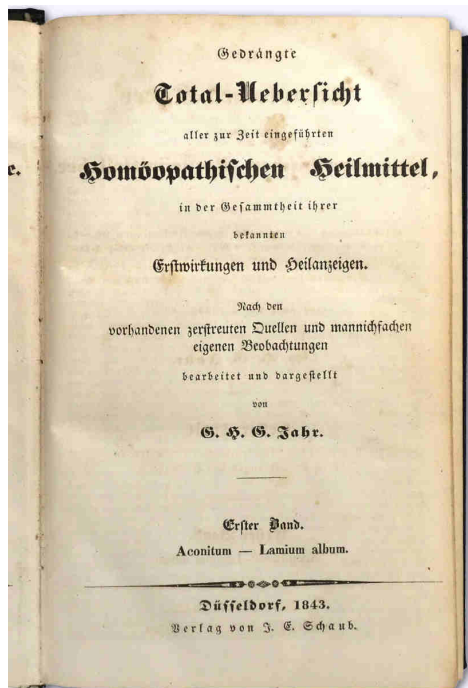 e.
Gedrängte
Total-Uebersicht
aller zur Zeit eingeführten
Homöopathischen Heilmittel,
in der Gesammtheit ihrer
bekannten
Erstwirkungen und Heilanzeigen.
Nach den
vorhandenen zerstreuten Quellen und mannichfachen
eigenen Beobachtungen
bearbeitet und dargestellt
von
G. H. G. Jahr.
Erster Band.
Aconitum — Lamium album.
Düsseldorf, 1843.
Verlag von J. E. Schaub.